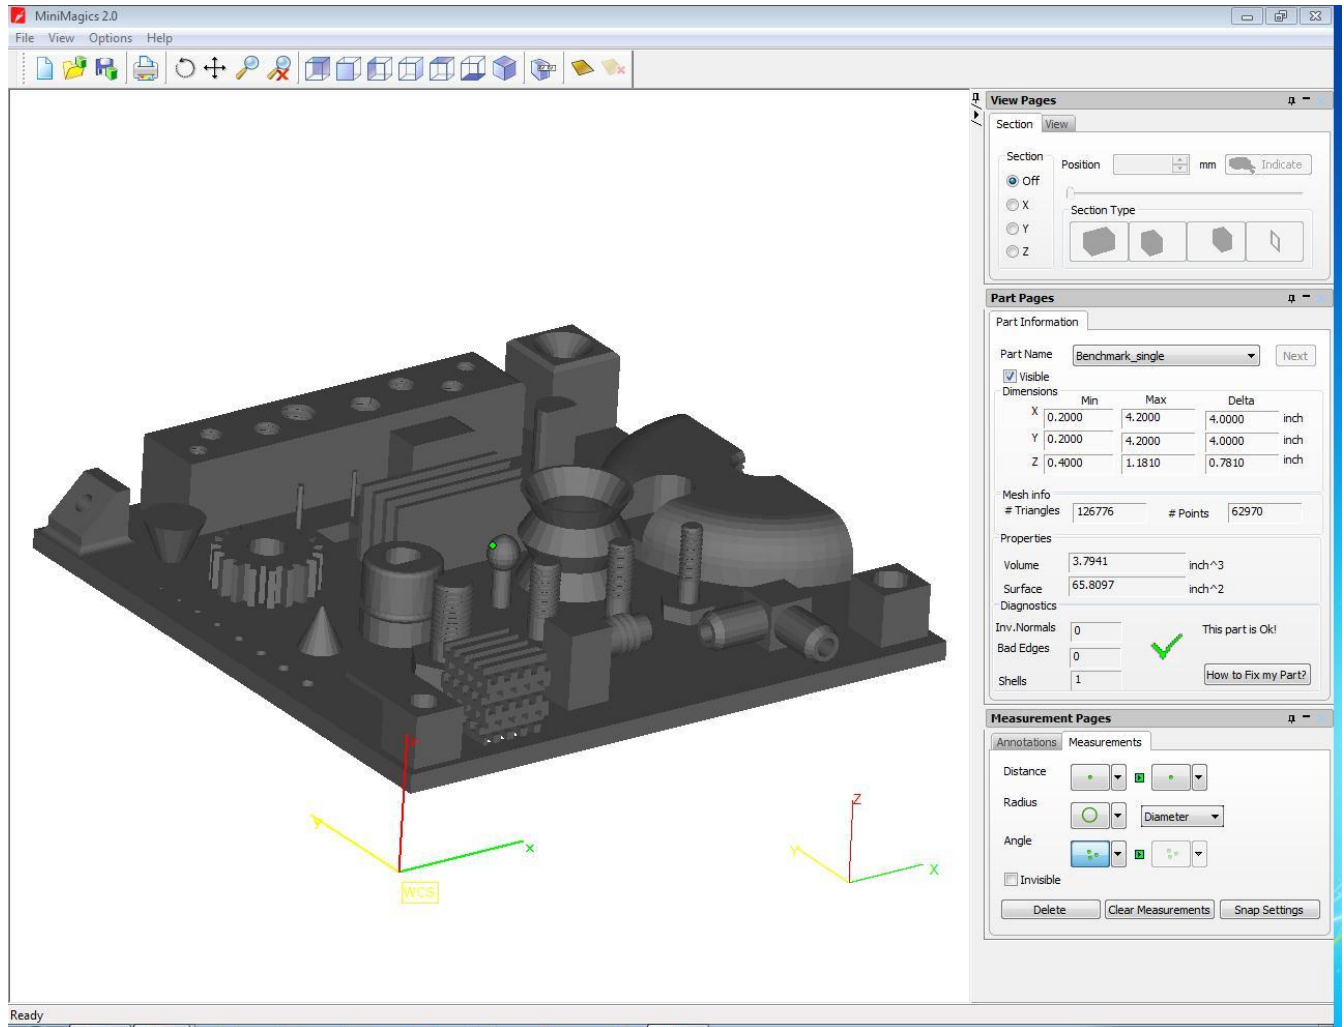 MiniMagics 2.0
File View Options Help
View Pages
Section View
Section
Position mm Indicate
Off
X
Section Type
Y
Z
Part Pages
Part Information
Part Name Benchmark_single Next
Visible
Dimensions
Min Max Delta
X 0.2000 4.2000 4.0000 inch
Y 0.2000 4.2000 4.0000 inch
Z 0.4000 1.1810 0.7810 inch
Mesh info
# Triangles 126776 # Points 62970
Properties
Volume 3.7941 inch^3
Surface 65.8097 inch^2
Diagnostics
Inv.Normals 0 This part is Ok!
Bad Edges 0
Shells 1 How to Fix my Part?
Measurement Pages
Annotations Measurements
Distance
Radius
Diameter
Angle
Invisible
Delete Clear Measurements Snap Settings
x
WCS
Z
Y
X
Ready